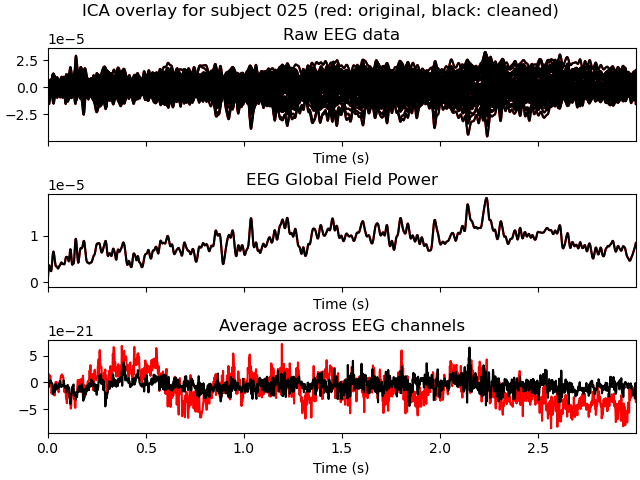 ICA overlay for subject 025 (red: original, black: cleaned)
Raw EEG data
1e−5
2.5
0.0
−2.5
Time (s)
EEG Global Field Power
1e−5
1
0
Time (s)
Average across EEG channels
1e−21
5
0
−5
0.0 0.5 1.0 1.5 2.0 2.5
Time (s)